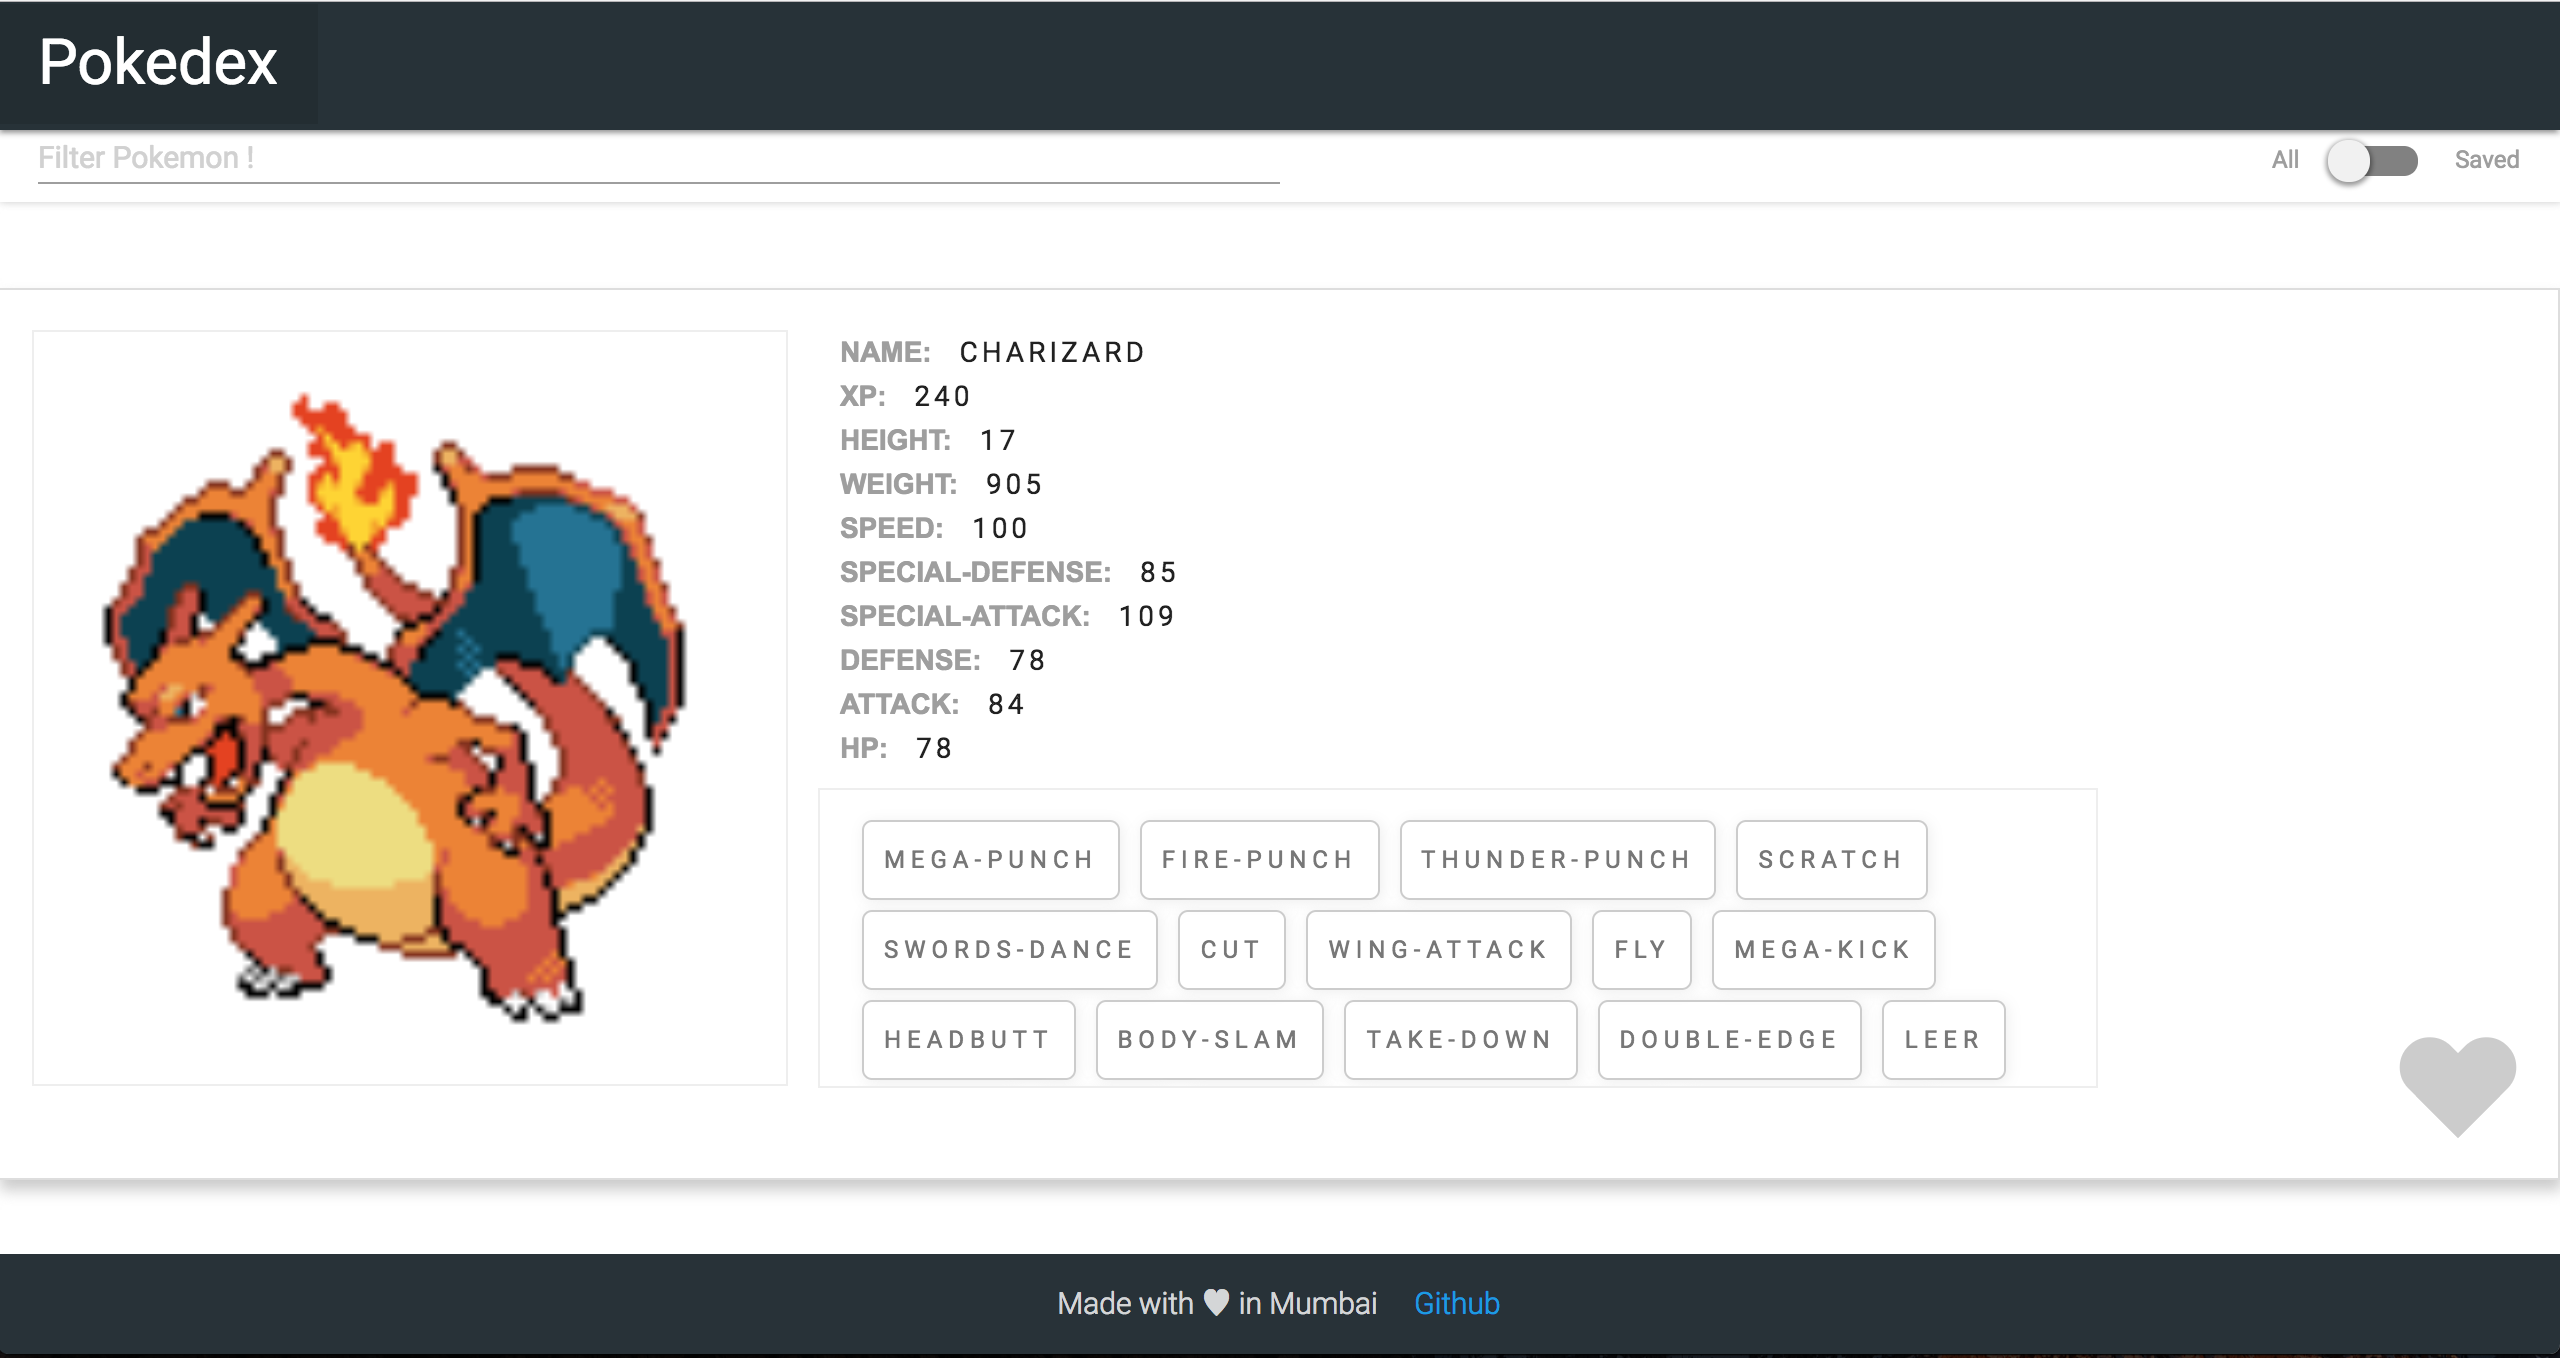 Pokedex
Filter Pokemon !
All Saved
NAME: CHARIZARD
XP: 240
HEIGHT: 17
WEIGHT: 905
SPEED: 100
SPECIAL-DEFENSE: 85
SPECIAL-ATTACK: 109
DEFENSE: 78
ATTACK: 84
HP: 78
MEGA-PUNCH FIRE-PUNCH THUNDER-PUNCH SCRATCH
SWORDS-DANCE CUT WING-ATTACK FLY MEGA-KICK
HEADBUTT BODY-SLAM TAKE-DOWN DOUBLE-EDGE LEER
Made with ♥ in Mumbai Github